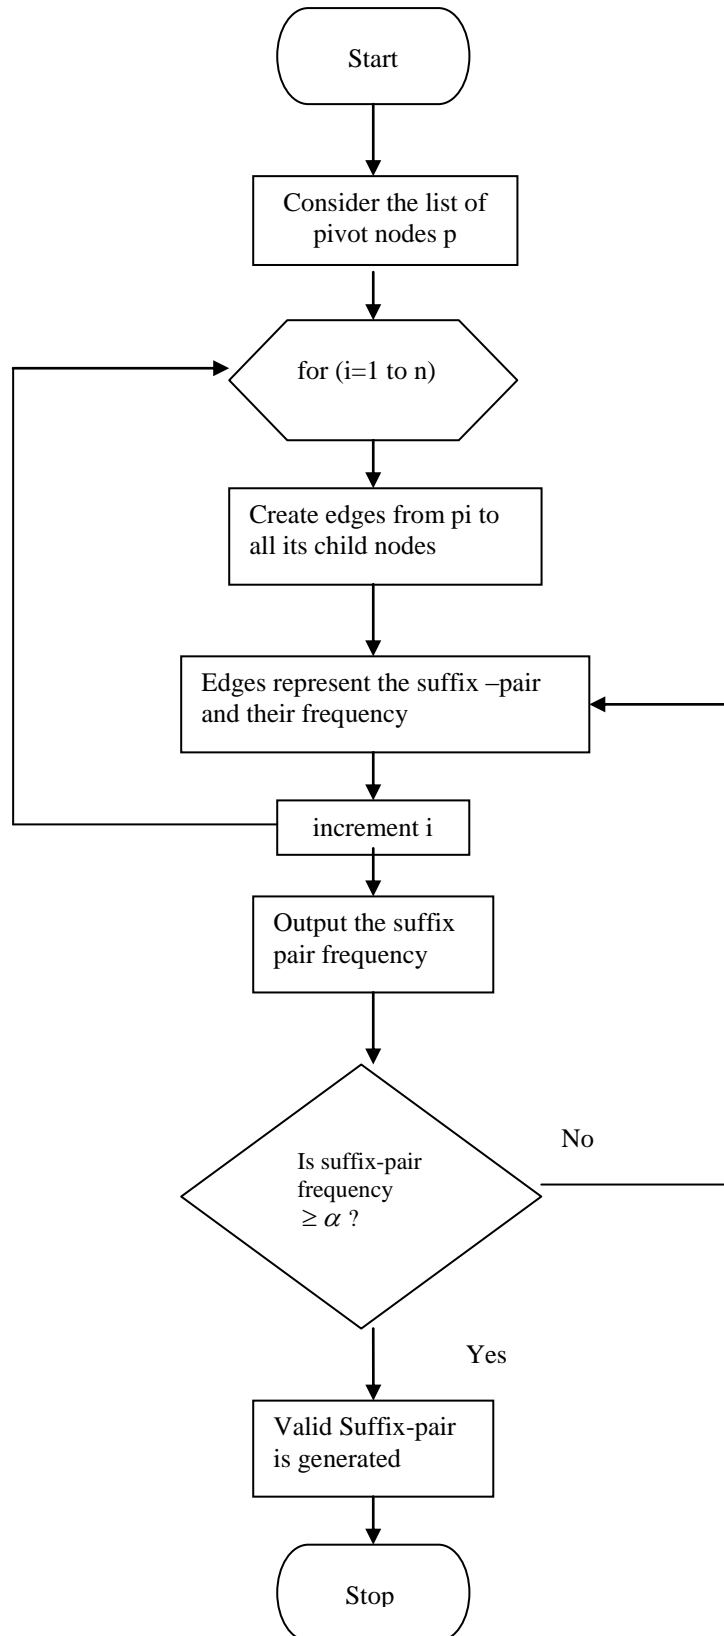 Start
Consider the list of
pivot nodes p
for (i=1 to n)
Create edges from pi to
all its child nodes
Edges represent the suffix –pair
and their frequency
increment i
Output the suffix
pair frequency
No
Is suffix-pair
frequency
≥ α ?
Yes
Valid Suffix-pair
is generated
Stop